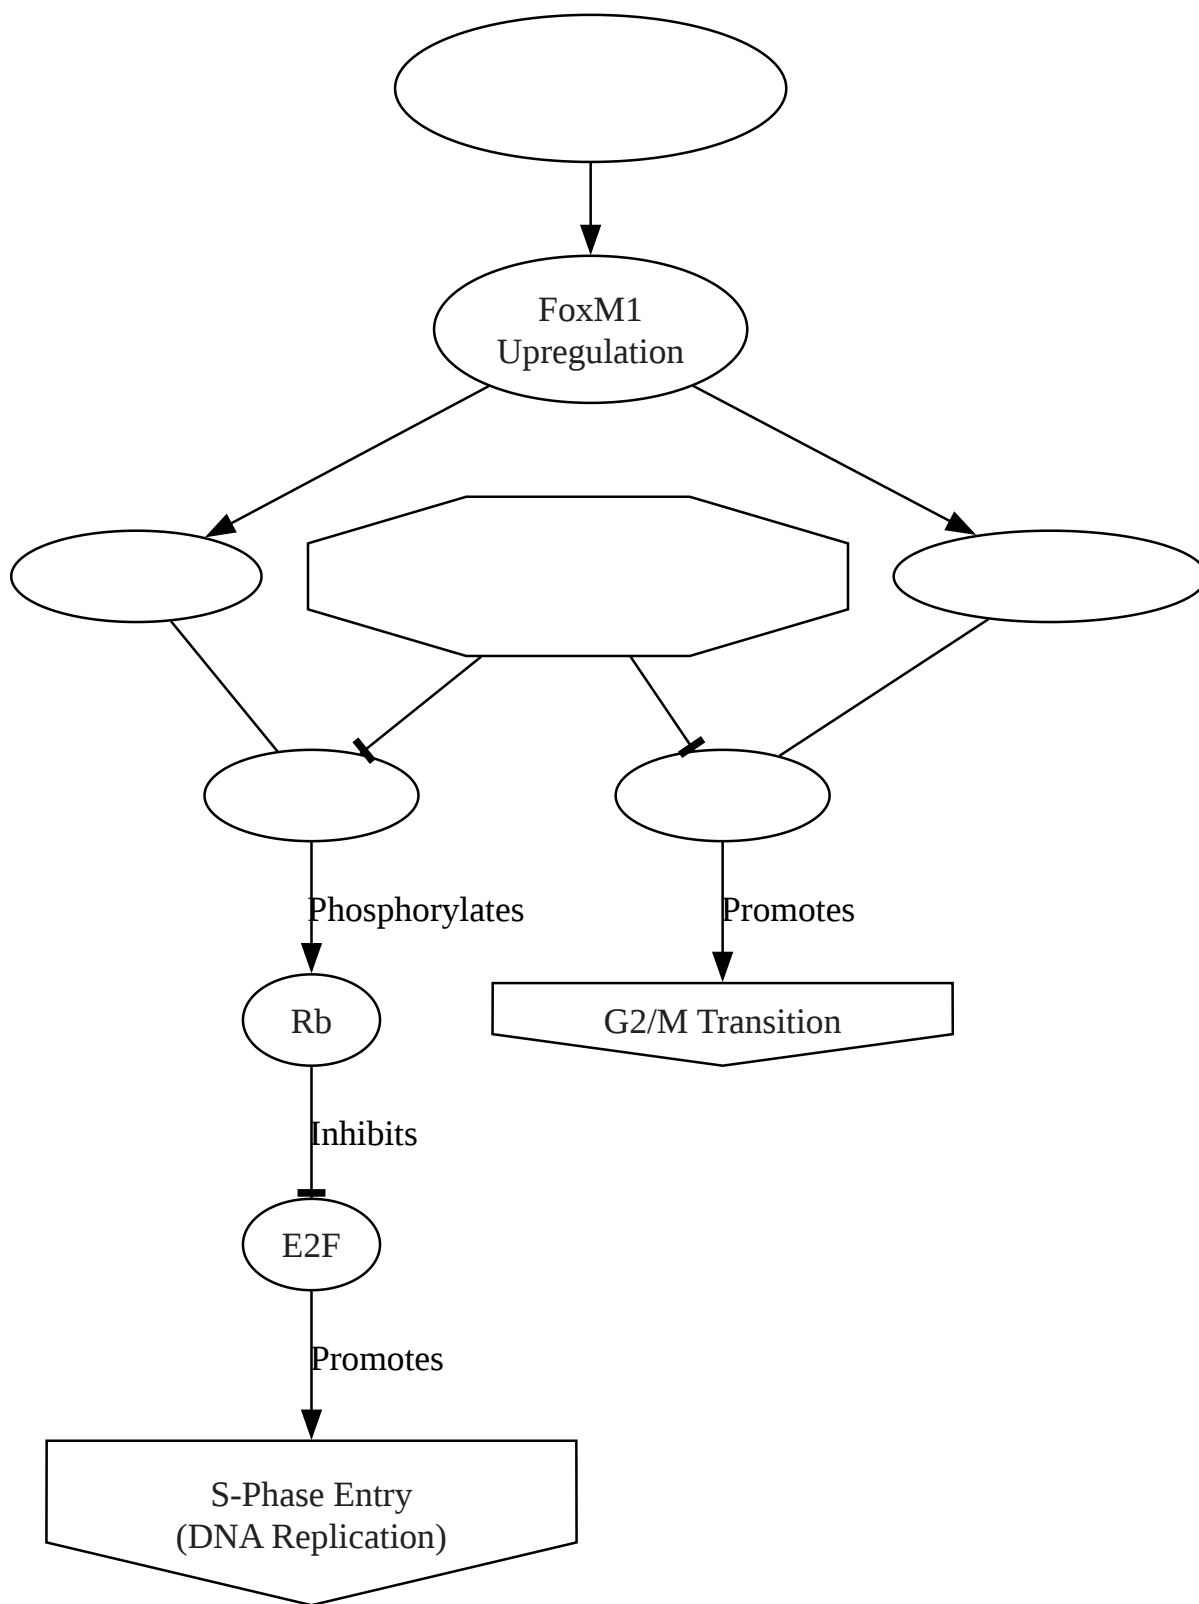 FoxM1
Upregulation
Phosphorylates
Promotes
Rb
G2/M Transition
Inhibits
E2F
Promotes
S-Phase Entry
(DNA Replication)